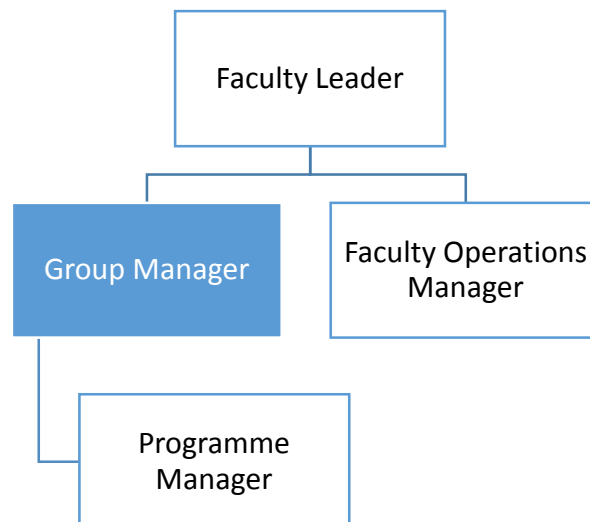 Faculty Leader
Group Manager
Faculty Operations
Manager
Programme
Manager